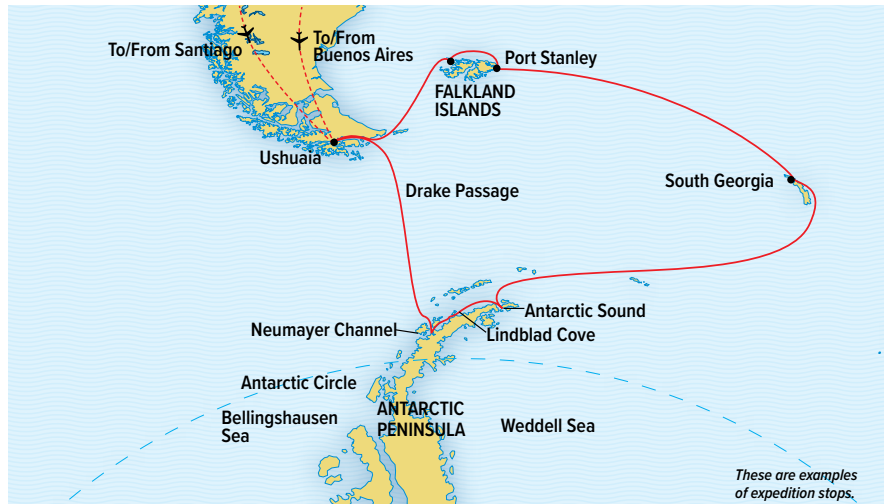 To/From Santiago
To/From
Buenos Aires
Port Stanley
FALKLAND
ISLANDS
Ushuaia
South Georgia
Drake Passage
Antarctic Sound
Neumayer Channel
Lindblad Cove
Antarctic Circle
ANTARCTIC
PENINSULA
Bellingshausen
Sea
Weddell Sea
These are examples
of expedition stops.